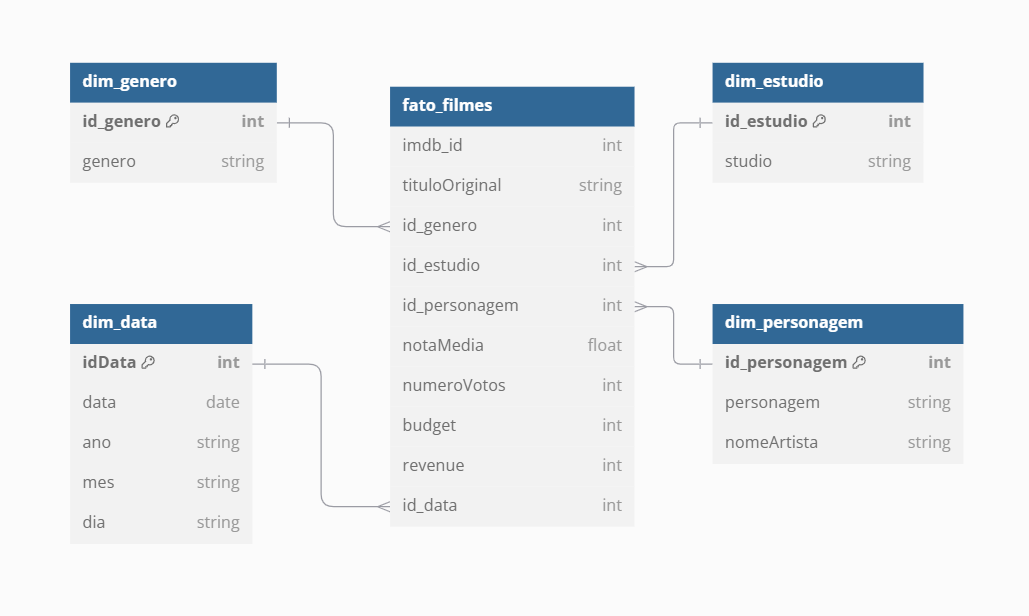 dim_genero
id_genero int
genero string
fato_filmes
imdb_id int
tituloOriginal string
id_genero int
id_estudio int
id_personagem int
notaMedia float
numeroVotos int
budget int
revenue int
id_data int
dim_estudio
id_estudio int
studio string
dim_data
idData int
data date
ano string
mes string
dia string
dim_personagem
id_personagem int
personagem string
nomeArtista string